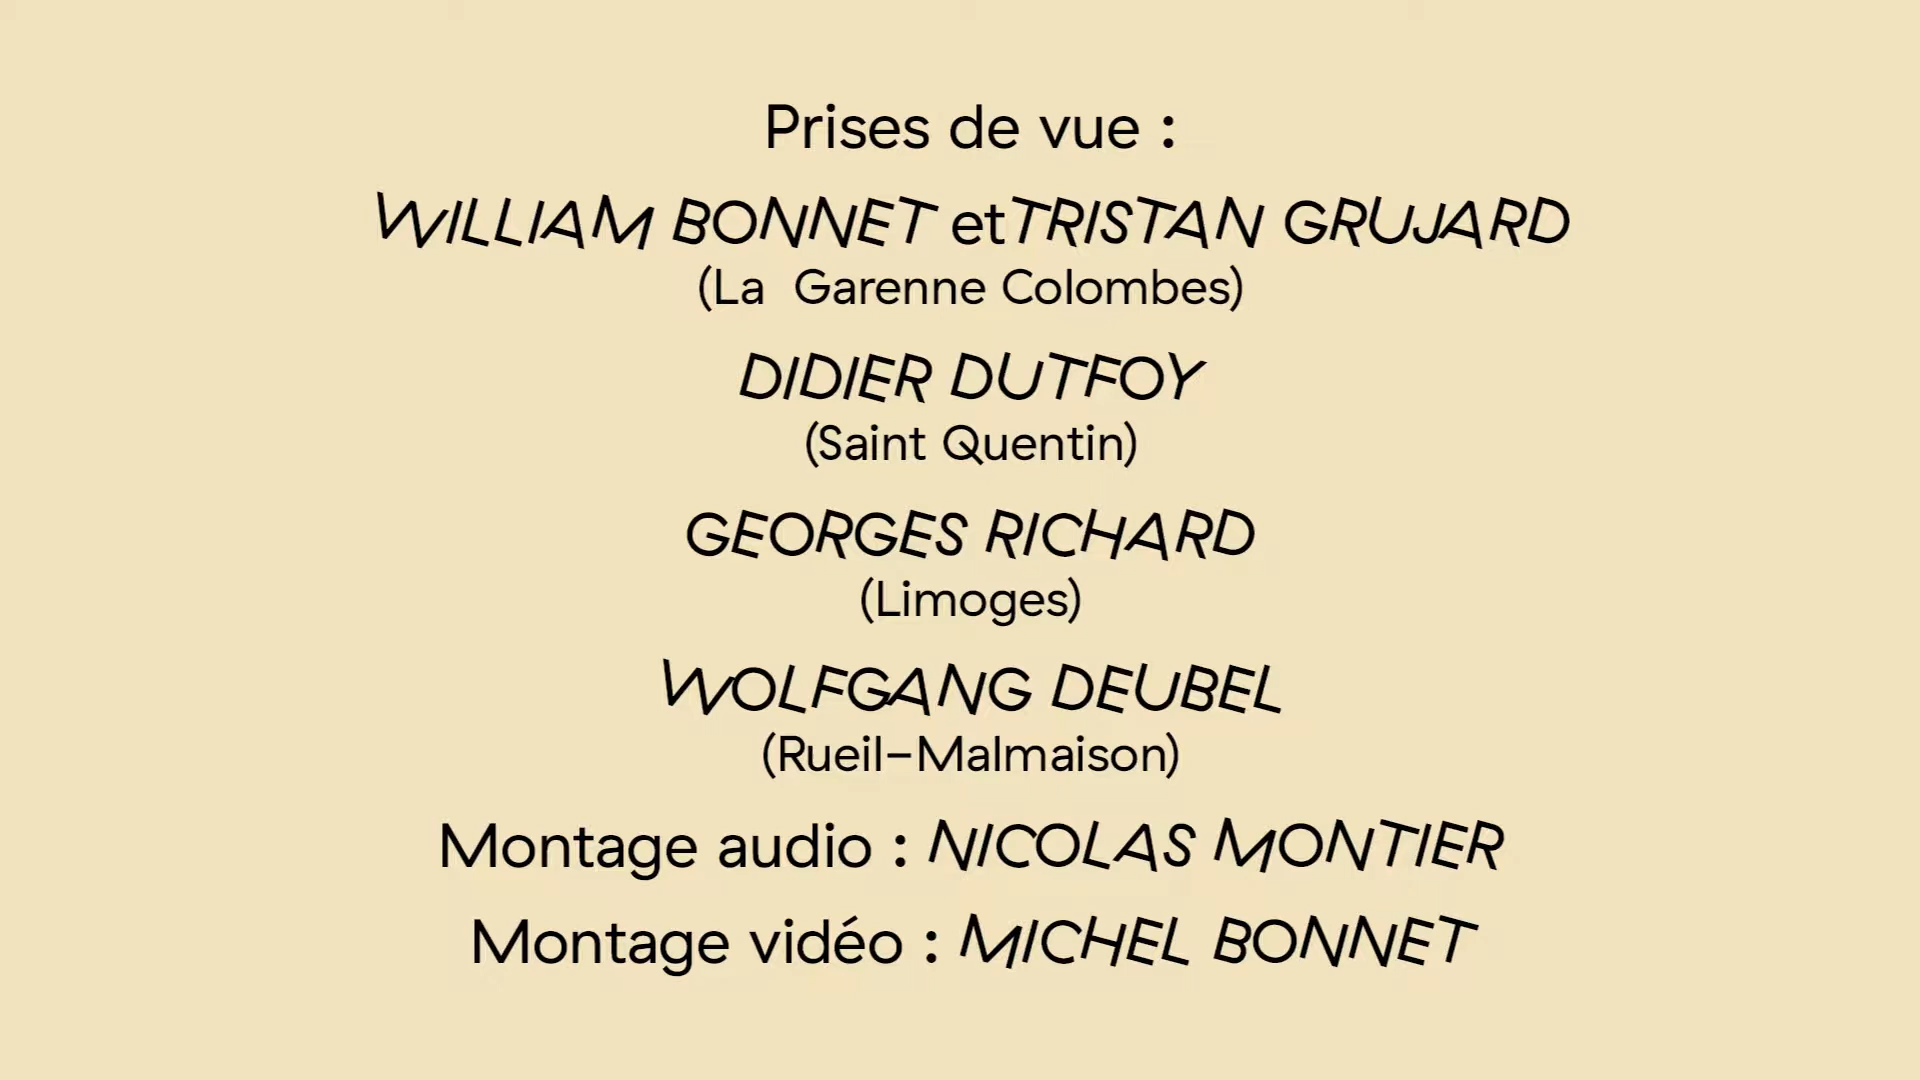 Prises de vue :
WILLIAM BONNET etTRISTAN GRUJARD
(La  Garenne Colombes)
DIDIER DUTFOY
(Saint Quentin)
GEORGES RICHARD
(Limoges)
WOLFGANG DEUBEL
(Rueil-Malmaison)
Montage audio : NICOLAS MONTIER
Montage vidéo : MICHEL BONNET